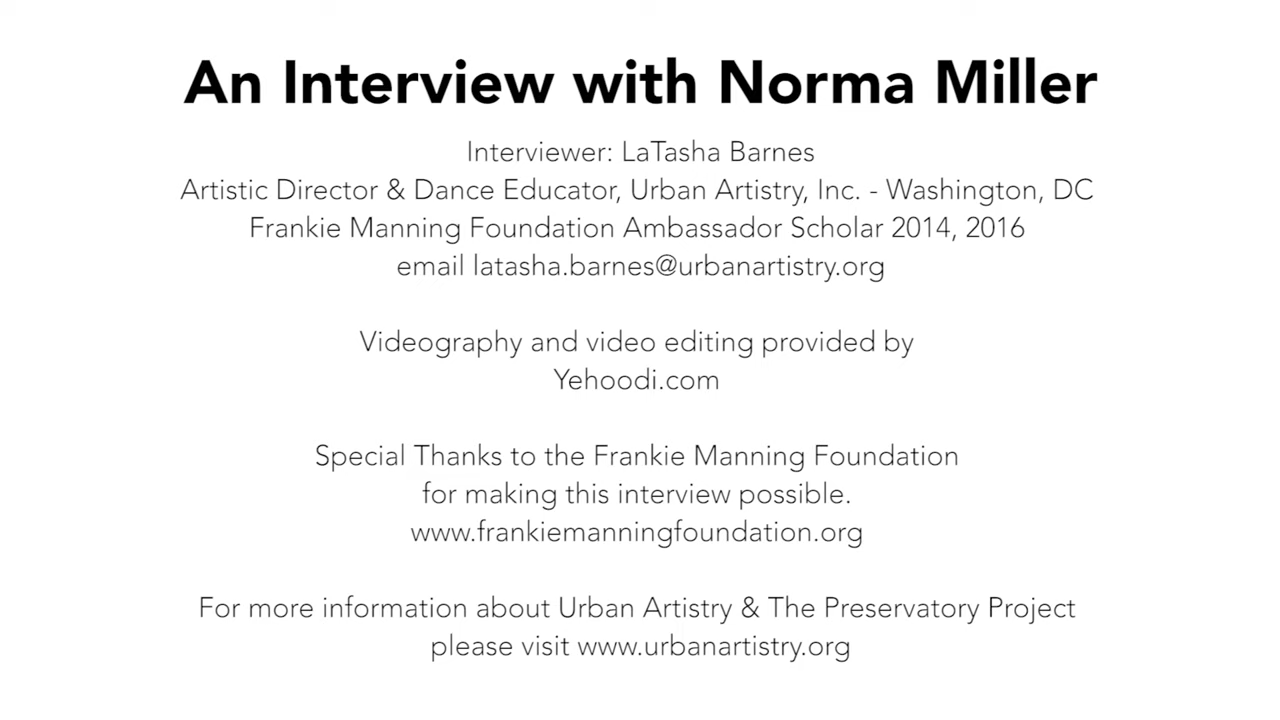 An Interview with Norma Miller
Interviewer: LaTasha Barnes
Artistic Director & Dance Educator, Urban Artistry, Inc. - Washington, DC
Frankie Manning Foundation Ambassador Scholar 2014, 2016
email latasha.barnes@urbanartistry.org
Videography and video editing provided by
Yehoodi.com
Special Thanks to the Frankie Manning Foundation
for making this interview possible.
www.frankiemanningfoundation.org
For more information about Urban Artistry & The Preservatory Project
please visit www.urbanartistry.org